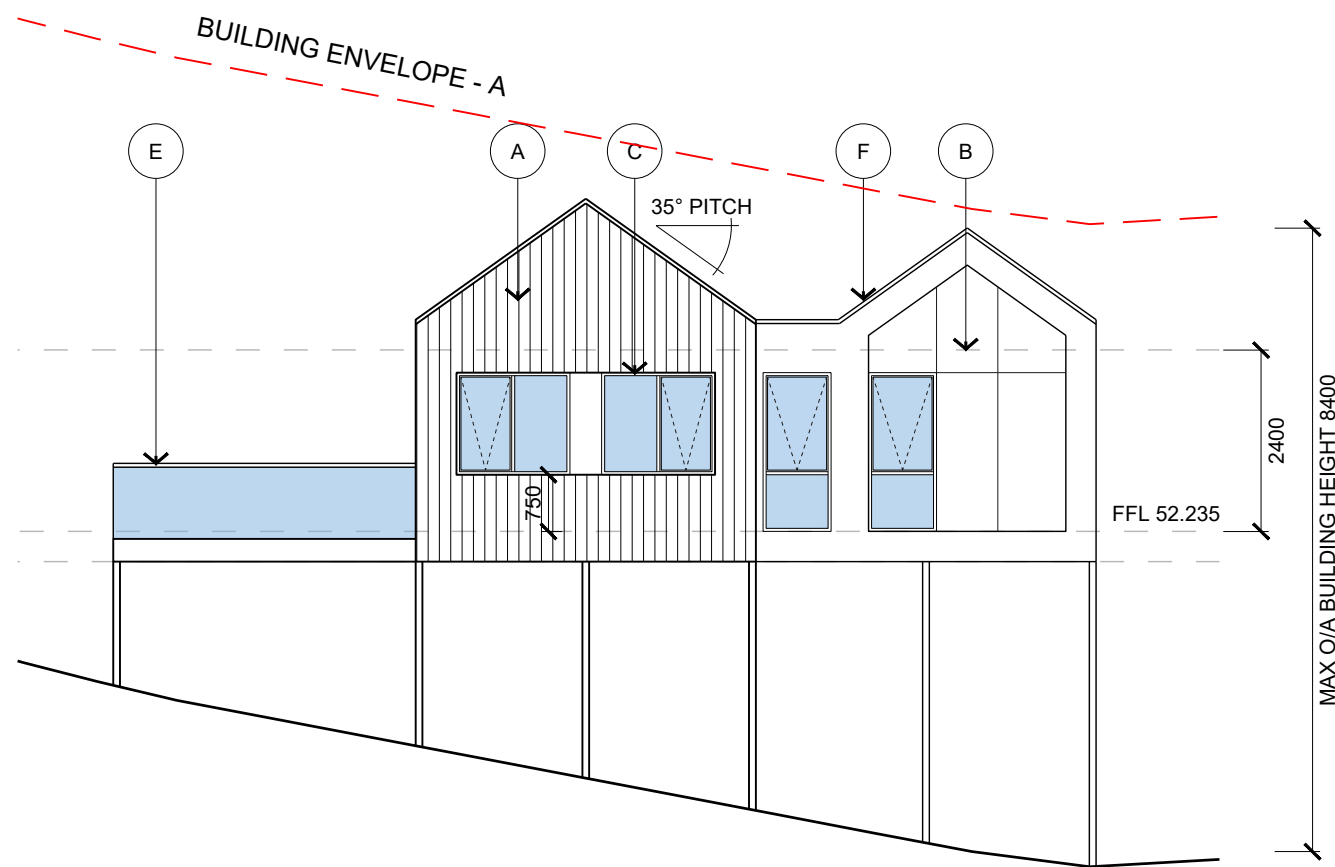 BUILDING ENVELOPE - A
E
A
C
F
B
35° PITCH
2400
MAX O/A BUILDING HEIGHT 8400
750
FFL 52.235